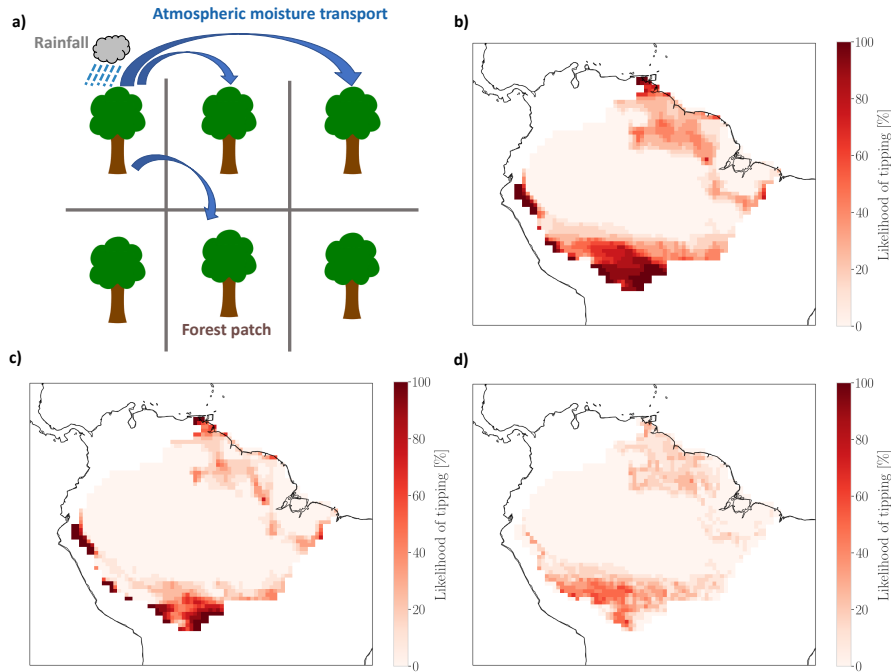 a)
Atmospheric moisture transport
Rainfall
Forest patch
b)
100
80
60
40
20
0
Likelihood of tipping [%]
c)
100
80
60
40
20
0
Likelihood of tipping [%]
d)
100
80
60
40
20
0
Likelihood of tipping [%]